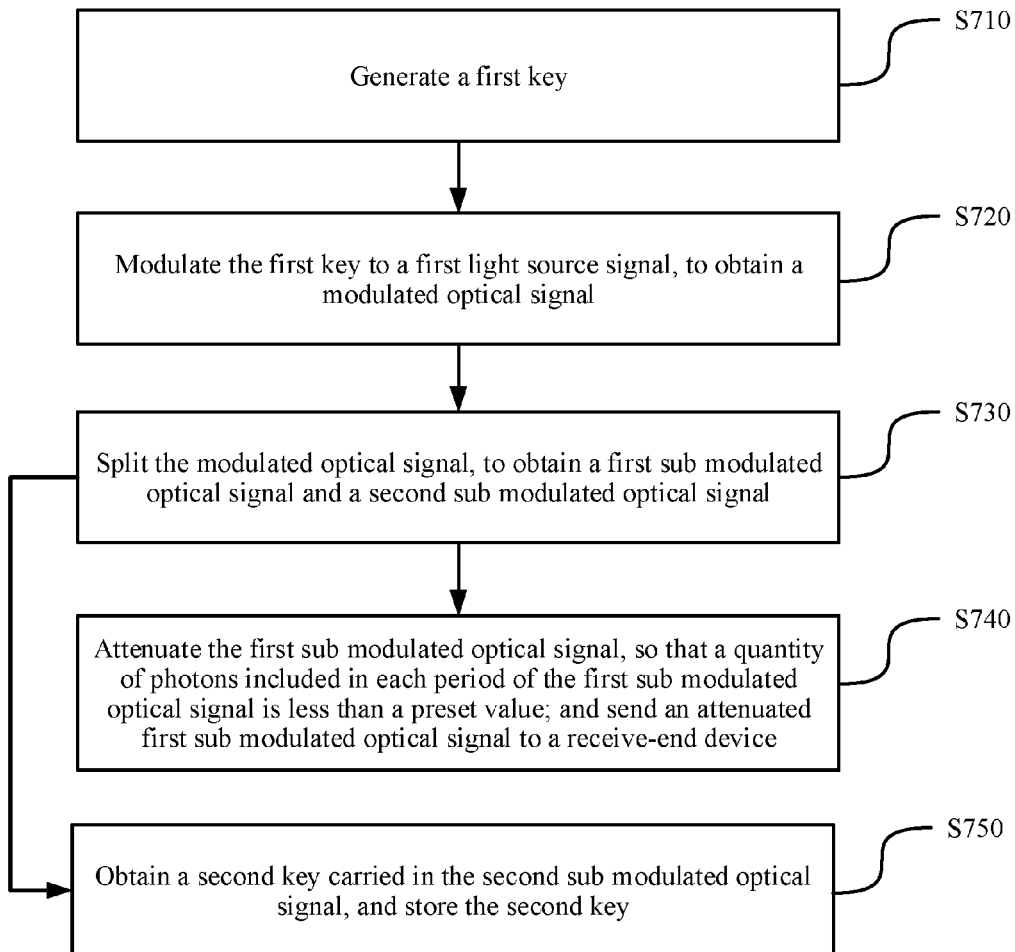 S710
Generate a first key
S720
Modulate the first key to a first light source signal, to obtain a
modulated optical signal
S730
Split the modulated optical signal, to obtain a first sub modulated
optical signal and a second sub modulated optical signal
S740
Attenuate the first sub modulated optical signal, so that a quantity
of photons included in each period of the first sub modulated
optical signal is less than a preset value; and send an attenuated
first sub modulated optical signal to a receive-end device
S750
Obtain a second key carried in the second sub modulated optical
signal, and store the second key